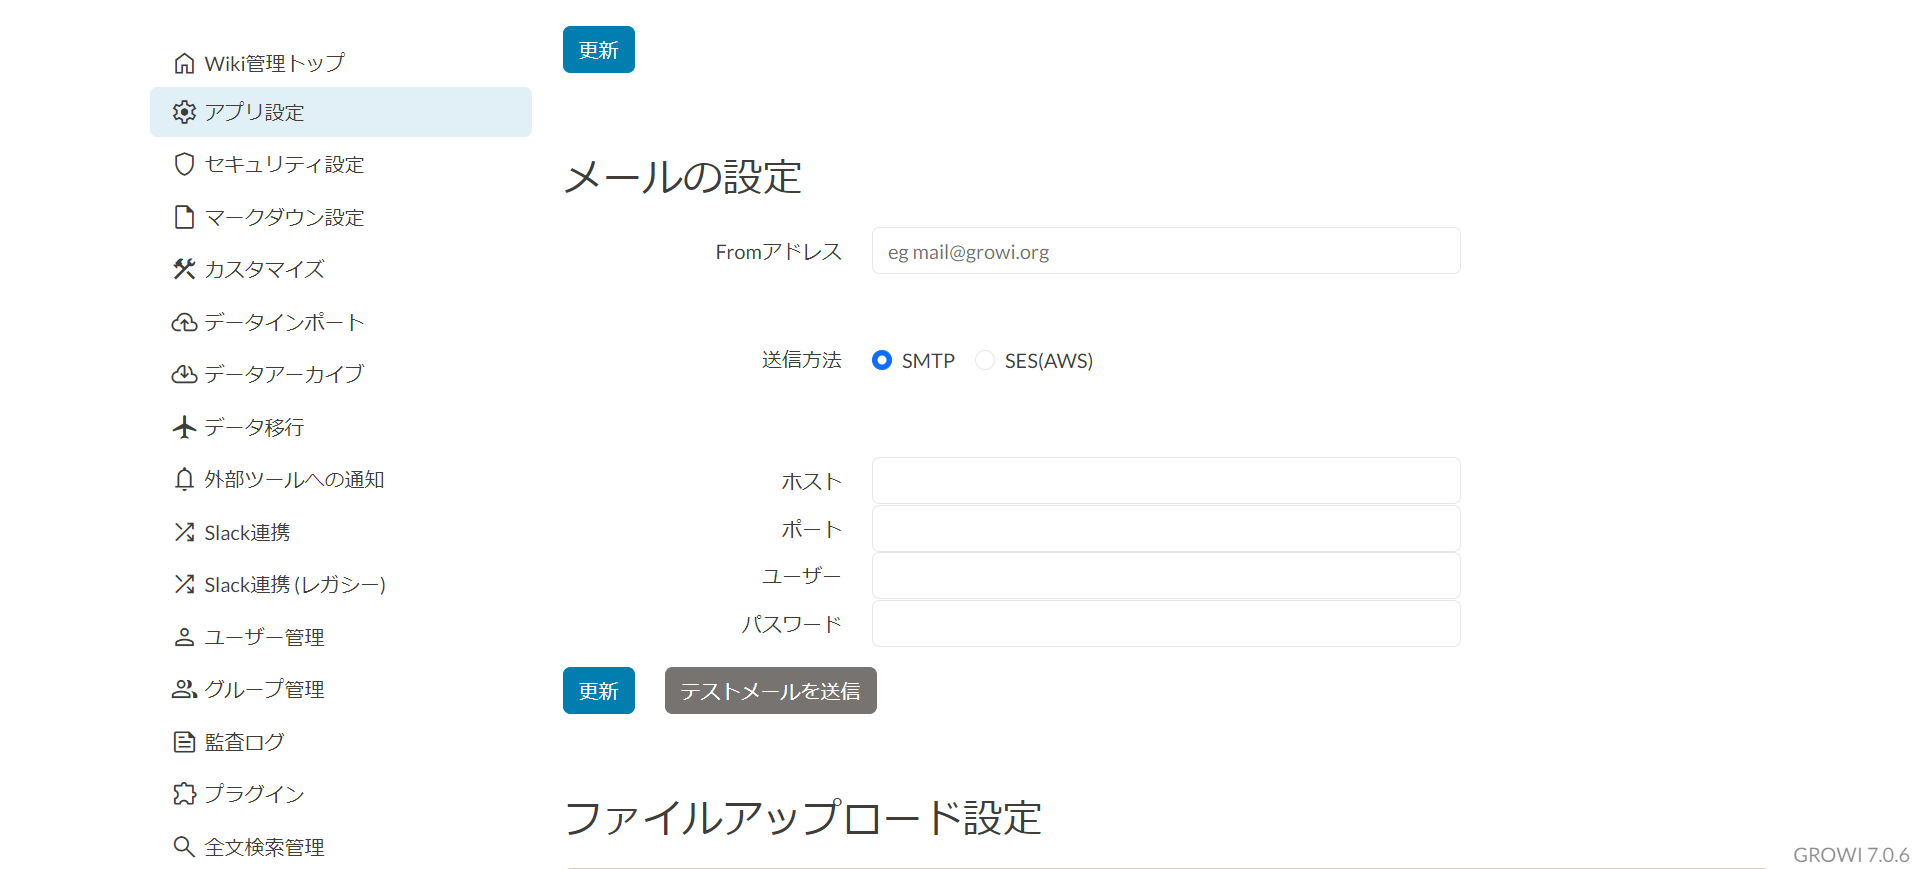 Wiki管理トップ
アプリ設定
セキュリティ設定
マークダウン設定
カスタマイズ
データインポート
データアーカイブ
データ移行
外部ツールへの通知
Slack連携
Slack連携 (レガシー)
ユーザー管理
グループ管理
監査ログ
プラグイン
全文検索管理
更新
メールの設定
Fromアドレス eg mail@growi.org
送信方法 SMTP SES(AWS)
ホスト
ポート
ユーザー
パスワード
更新 テストメールを送信
ファイルアップロード設定
GROWI 7.0.6